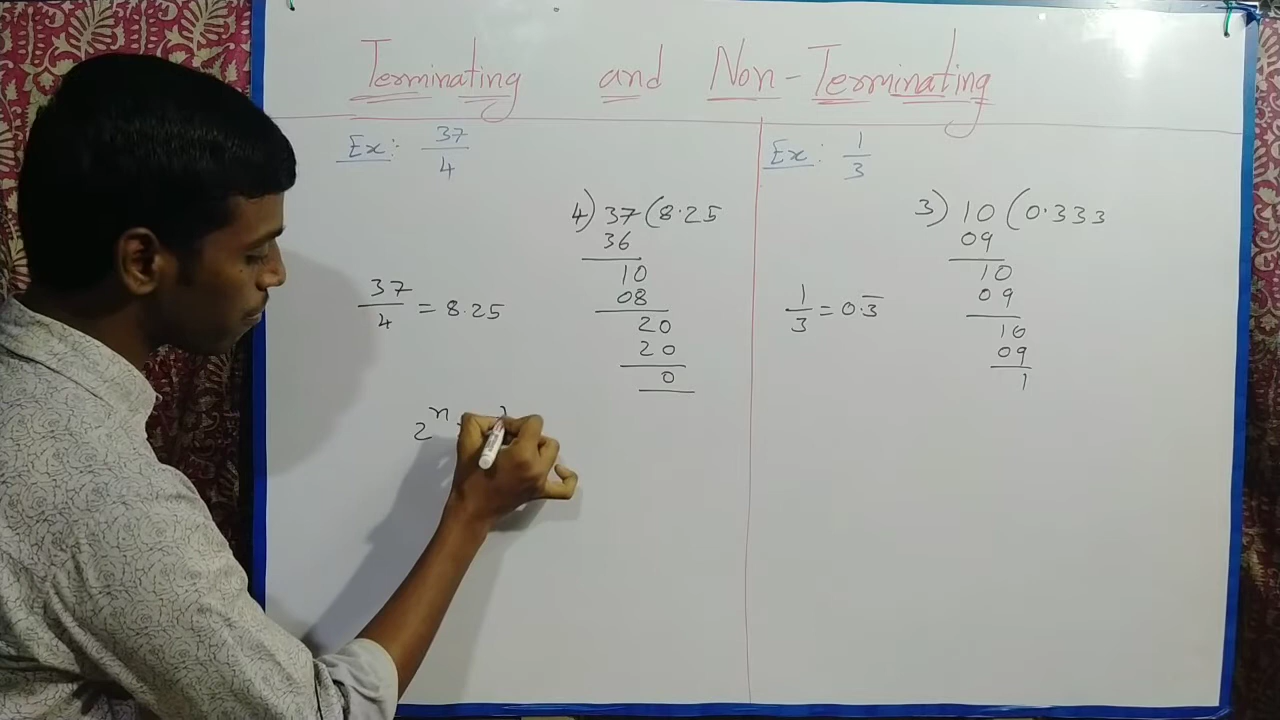 Terminating and Non-Terminating
Ex: 37/4
4) 37 (8.25
36
10
08
20
20
0
37/4 = 8.25
2^n
Ex: 1/3
3) 10 (0.333
09
10
09
10
09
1
1/3 = 0.3̅